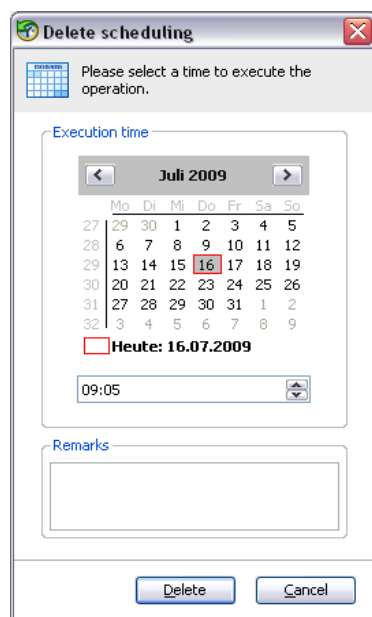 Delete scheduling
Please select a time to execute the
operation.
Execution time
Juli 2009
Mo Di Mi Do Fr Sa So
27 29 30 1 2 3 4 5
28 6 7 8 9 10 11 12
29 13 14 15 16 17 18 19
30 20 21 22 23 24 25 26
31 27 28 29 30 31 1 2
32 3 4 5 6 7 8 9
Heute: 16.07.2009
09:05
Remarks
Delete Cancel